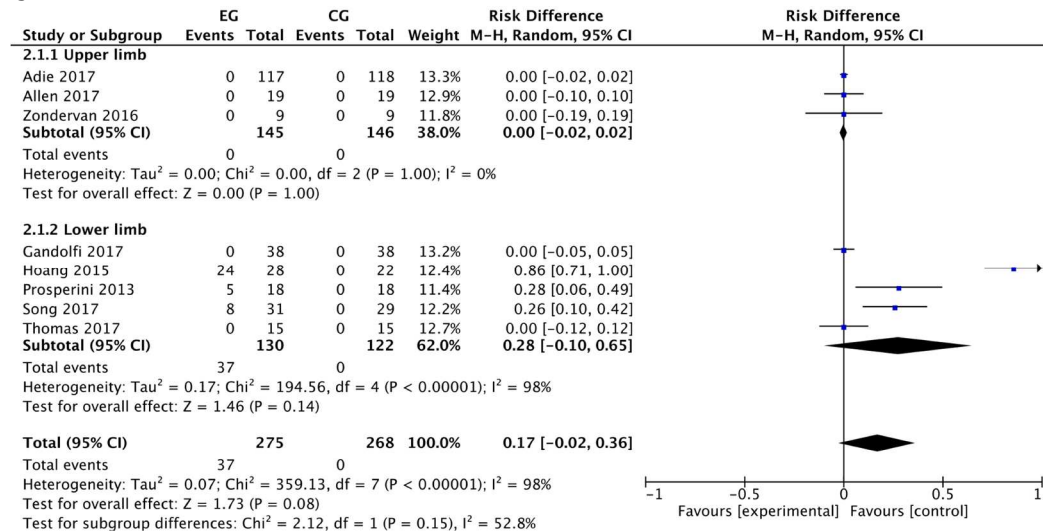 EG CG Risk Difference Risk Difference
Study or Subgroup Events Total Events Total Weight M-H, Random, 95% CI M-H, Random, 95% CI
2.1.1 Upper limb
Adie 2017 0 117 0 118 13.3% 0.00 [-0.02, 0.02]
Allen 2017 0 19 0 19 12.9% 0.00 [-0.10, 0.10]
Zondervan 2016 0 9 0 9 11.8% 0.00 [-0.19, 0.19]
Subtotal (95% CI) 145 146 38.0% 0.00 [-0.02, 0.02]
Total events 0 0
Heterogeneity: Tau² = 0.00; Chi² = 0.00, df = 2 (P = 1.00); I² = 0%
Test for overall effect: Z = 0.00 (P = 1.00)
2.1.2 Lower limb
Gandolfi 2017 0 38 0 38 13.2% 0.00 [-0.05, 0.05]
Hoang 2015 24 28 0 22 12.4% 0.86 [0.71, 1.00]
Prosperini 2013 5 18 0 18 11.4% 0.28 [0.06, 0.49]
Song 2017 8 31 0 29 12.2% 0.26 [0.10, 0.42]
Thomas 2017 0 15 0 15 12.7% 0.00 [-0.12, 0.12]
Subtotal (95% CI) 130 122 62.0% 0.28 [-0.10, 0.65]
Total events 37 0
Heterogeneity: Tau² = 0.17; Chi² = 194.56, df = 4 (P < 0.00001); I² = 98%
Test for overall effect: Z = 1.46 (P = 0.14)
Total (95% CI) 275 268 100.0% 0.17 [-0.02, 0.36]
Total events 37 0
Heterogeneity: Tau² = 0.07; Chi² = 359.13, df = 7 (P < 0.00001); I² = 98%
Test for overall effect: Z = 1.73 (P = 0.08)
Test for subgroup differences: Chi² = 2.12, df = 1 (P = 0.15), I² = 52.8%
-1 -0.5 0 0.5 1
Favours [experimental] Favours [control]